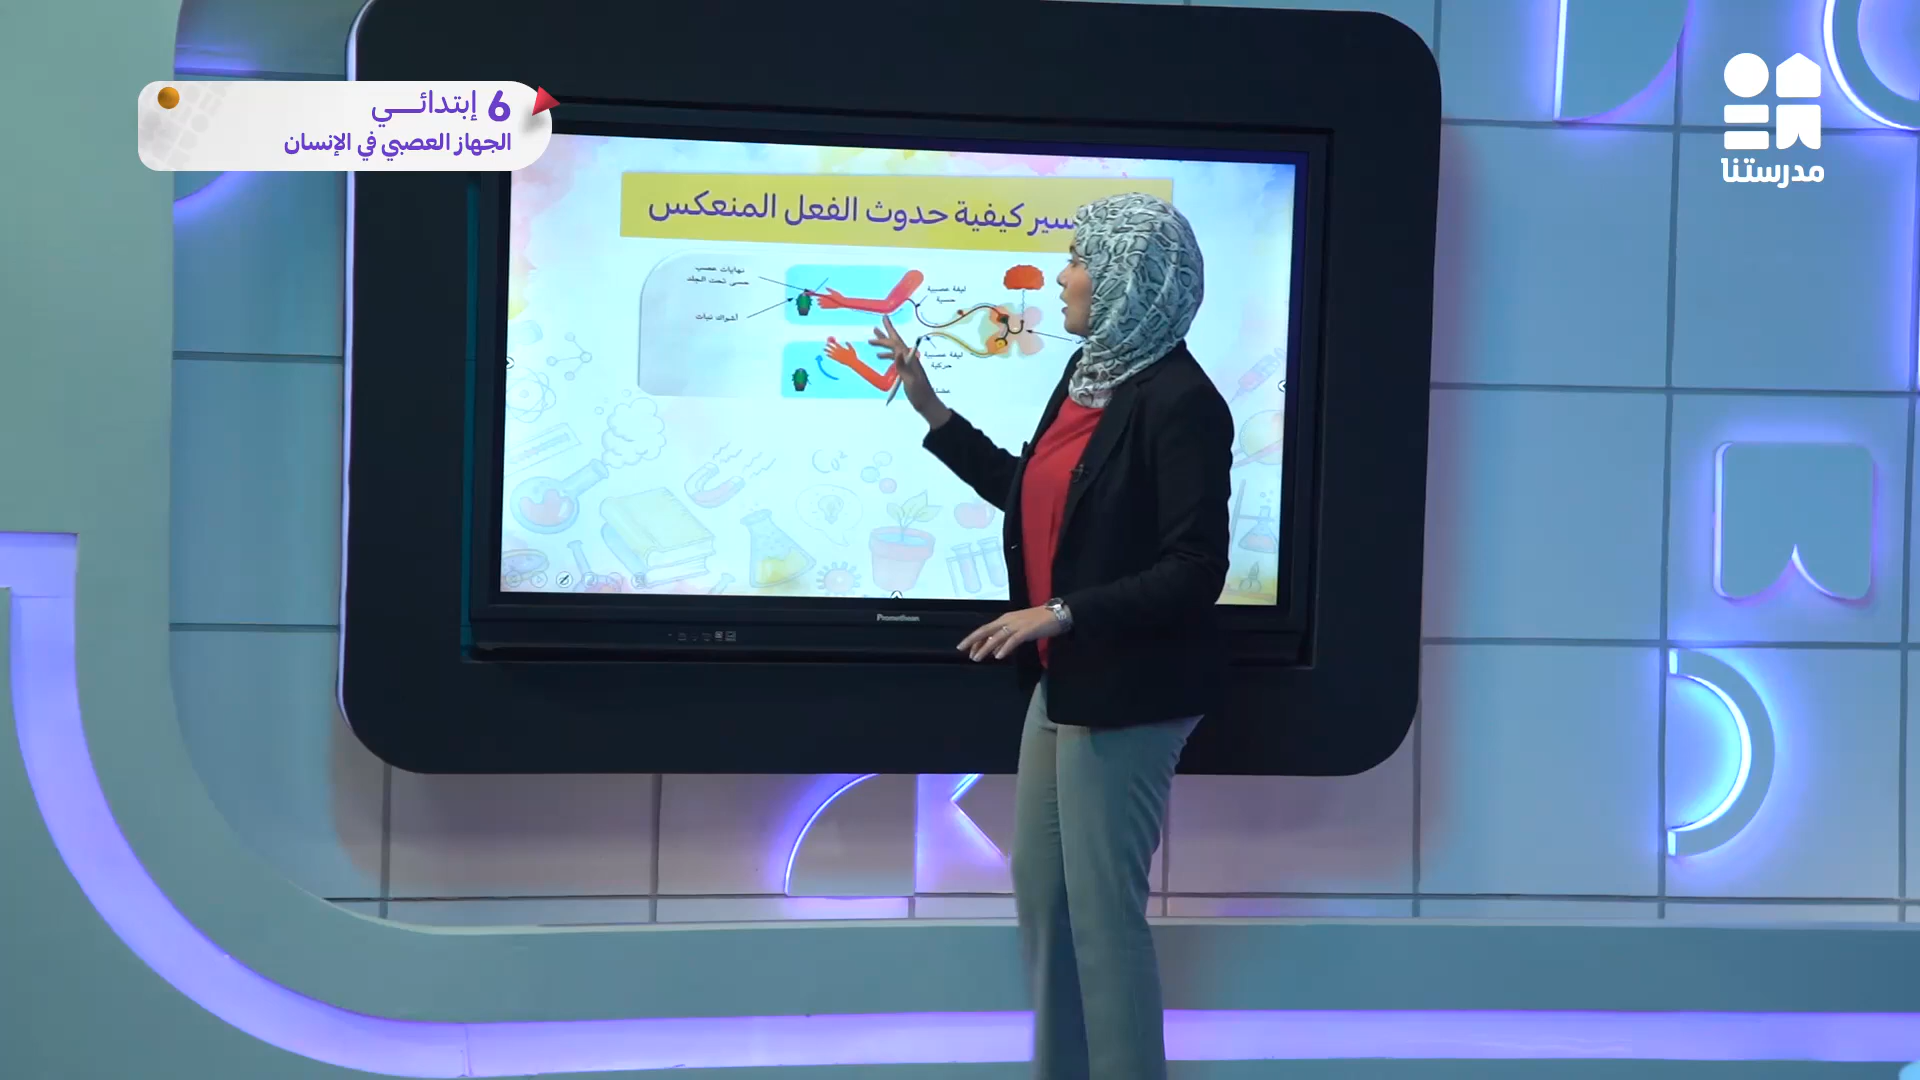 6 إبتدائـــي
الجهاز العصبي في الإنسان
مدرستنا
كيفية حدوث الفعل المنعكس
نهايات عصب
حسى تحت الجلد
أشواك نبات
ليفة عصبية
حسية
ليفة عصبية
حركية
Promethean